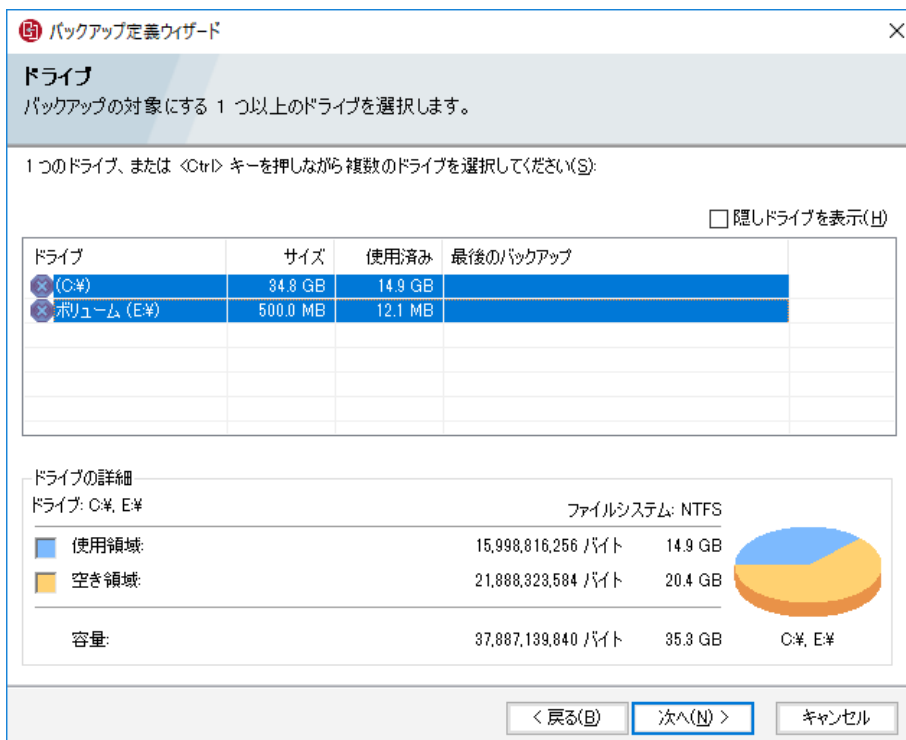 バックアップ定義ウィザード
ドライブ
バックアップの対象にする 1 つ以上のドライブを選択します。
1 つのドライブ、または <Ctrl> キーを押しながら複数のドライブを選択してください(S):
隠しドライブを表示(H)
ドライブ サイズ 使用済み 最後のバックアップ
(C:¥) 34.8 GB 14.9 GB
ボリューム (E:¥) 500.0 MB 12.1 MB
ドライブの詳細
ドライブ: C:¥, E:¥ ファイルシステム: NTFS
使用領域: 15,998,816,256 バイト 14.9 GB
空き領域: 21,888,323,584 バイト 20.4 GB
容量: 37,887,139,840 バイト 35.3 GB C:¥, E:¥
< 戻る(B) 次へ(N) > キャンセル